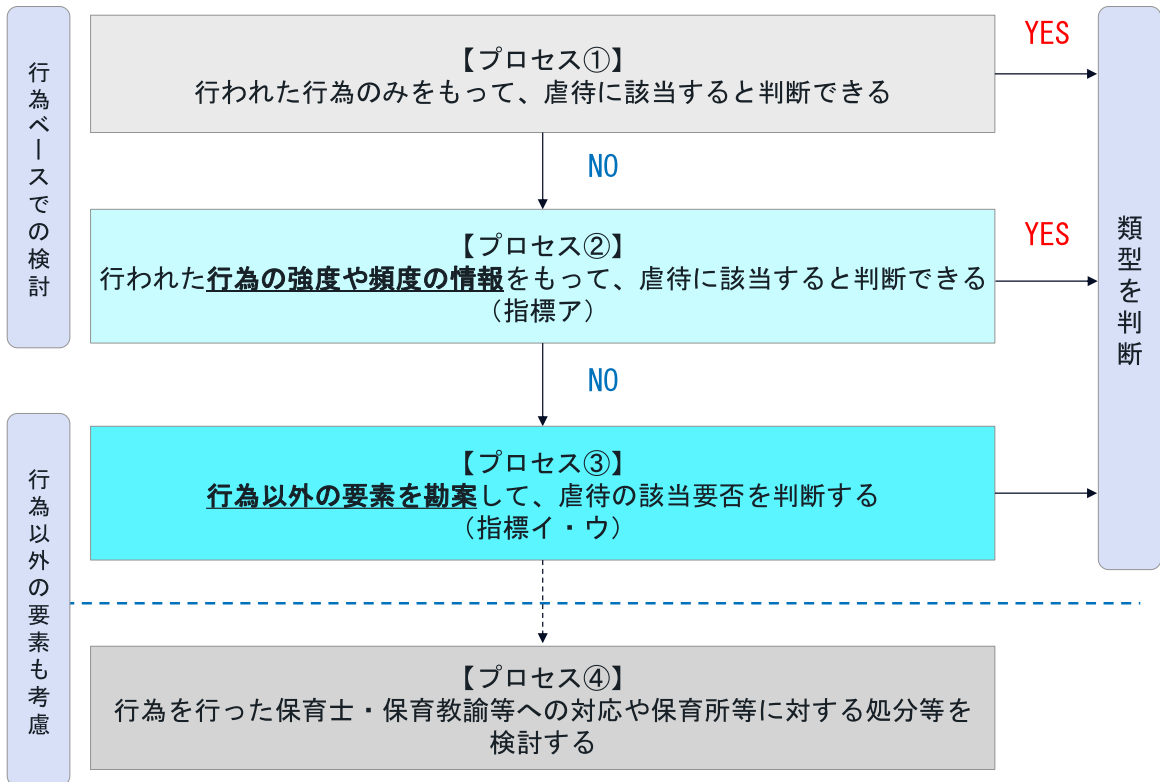 行為ベースでの検討
【プロセス①】
行われた行為のみをもって、虐待に該当すると判断できる
YES
NO
【プロセス②】
行われた行為の強度や頻度の情報をもって、虐待に該当すると判断できる
（指標ア）
YES
類型を判断
NO
行為以外の要素も考慮
【プロセス③】
行為以外の要素を勘案して、虐待の該当要否を判断する
（指標イ・ウ）
【プロセス④】
行為を行った保育士・保育教諭等への対応や保育所等に対する処分等を
検討する